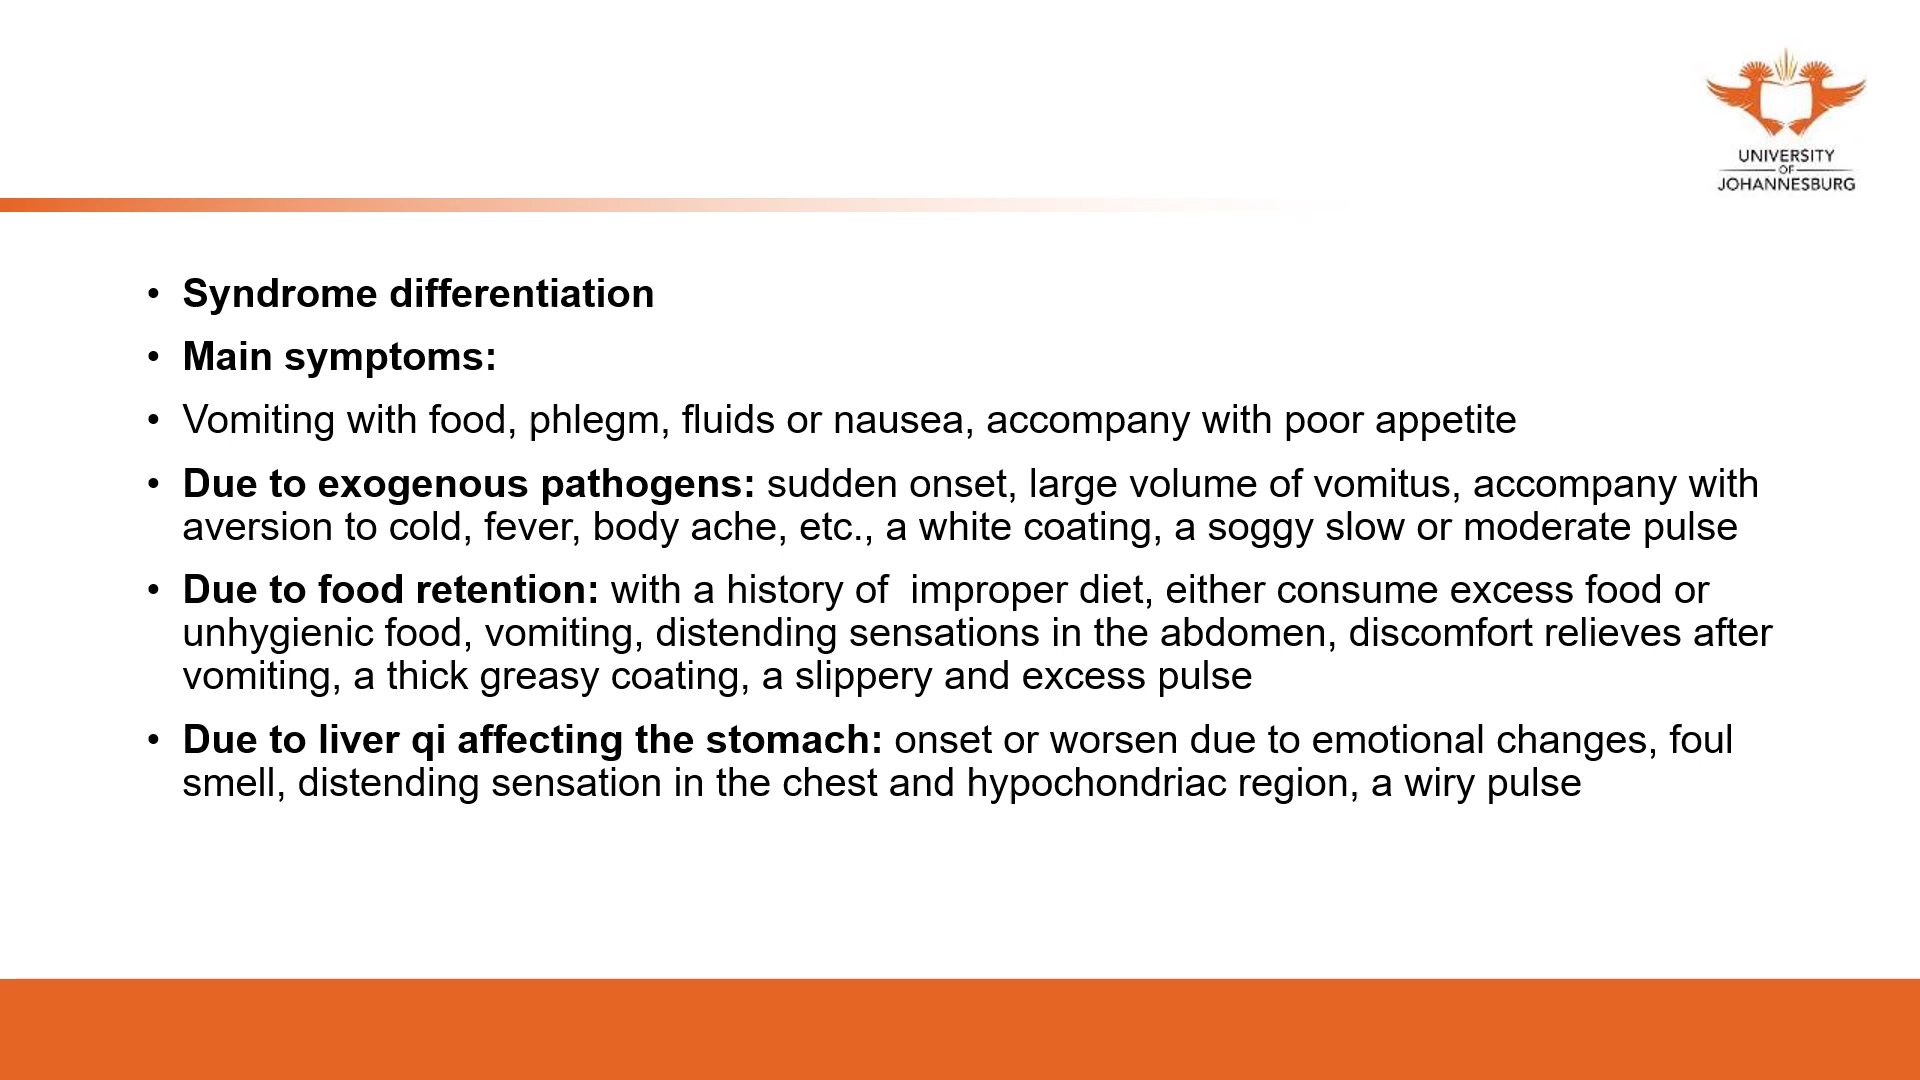 UNIVERSITY
OF
JOHANNESBURG
• Syndrome differentiation
• Main symptoms:
• Vomiting with food, phlegm, fluids or nausea, accompany with poor appetite
• Due to exogenous pathogens: sudden onset, large volume of vomitus, accompany with
aversion to cold, fever, body ache, etc., a white coating, a soggy slow or moderate pulse
• Due to food retention: with a history of  improper diet, either consume excess food or
unhygienic food, vomiting, distending sensations in the abdomen, discomfort relieves after
vomiting, a thick greasy coating, a slippery and excess pulse
• Due to liver qi affecting the stomach: onset or worsen due to emotional changes, foul
smell, distending sensation in the chest and hypochondriac region, a wiry pulse